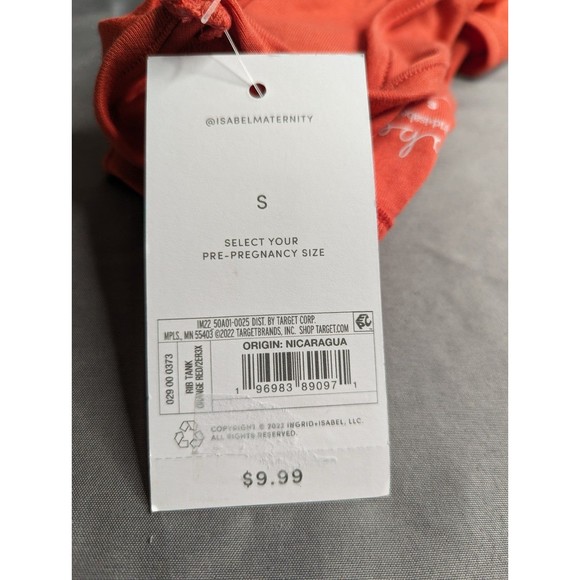 @ISABELMATERNITY
S
SELECT YOUR
PRE-PREGNANCY SIZE
IM22_50A01-0025 DIST. BY TARGET CORP.
MPLS., MN 55403 ©2022 TARGETBRANDS, INC. SHOP TARGET.COM
029 00 0373
RIB TANK
ORANGE RED/2ER3X
ORIGIN: NICARAGUA
1 96983 89097 1
COPYRIGHT © 2022 INGRID+ISABEL, LLC.
ALL RIGHTS RESERVED.
$9.99